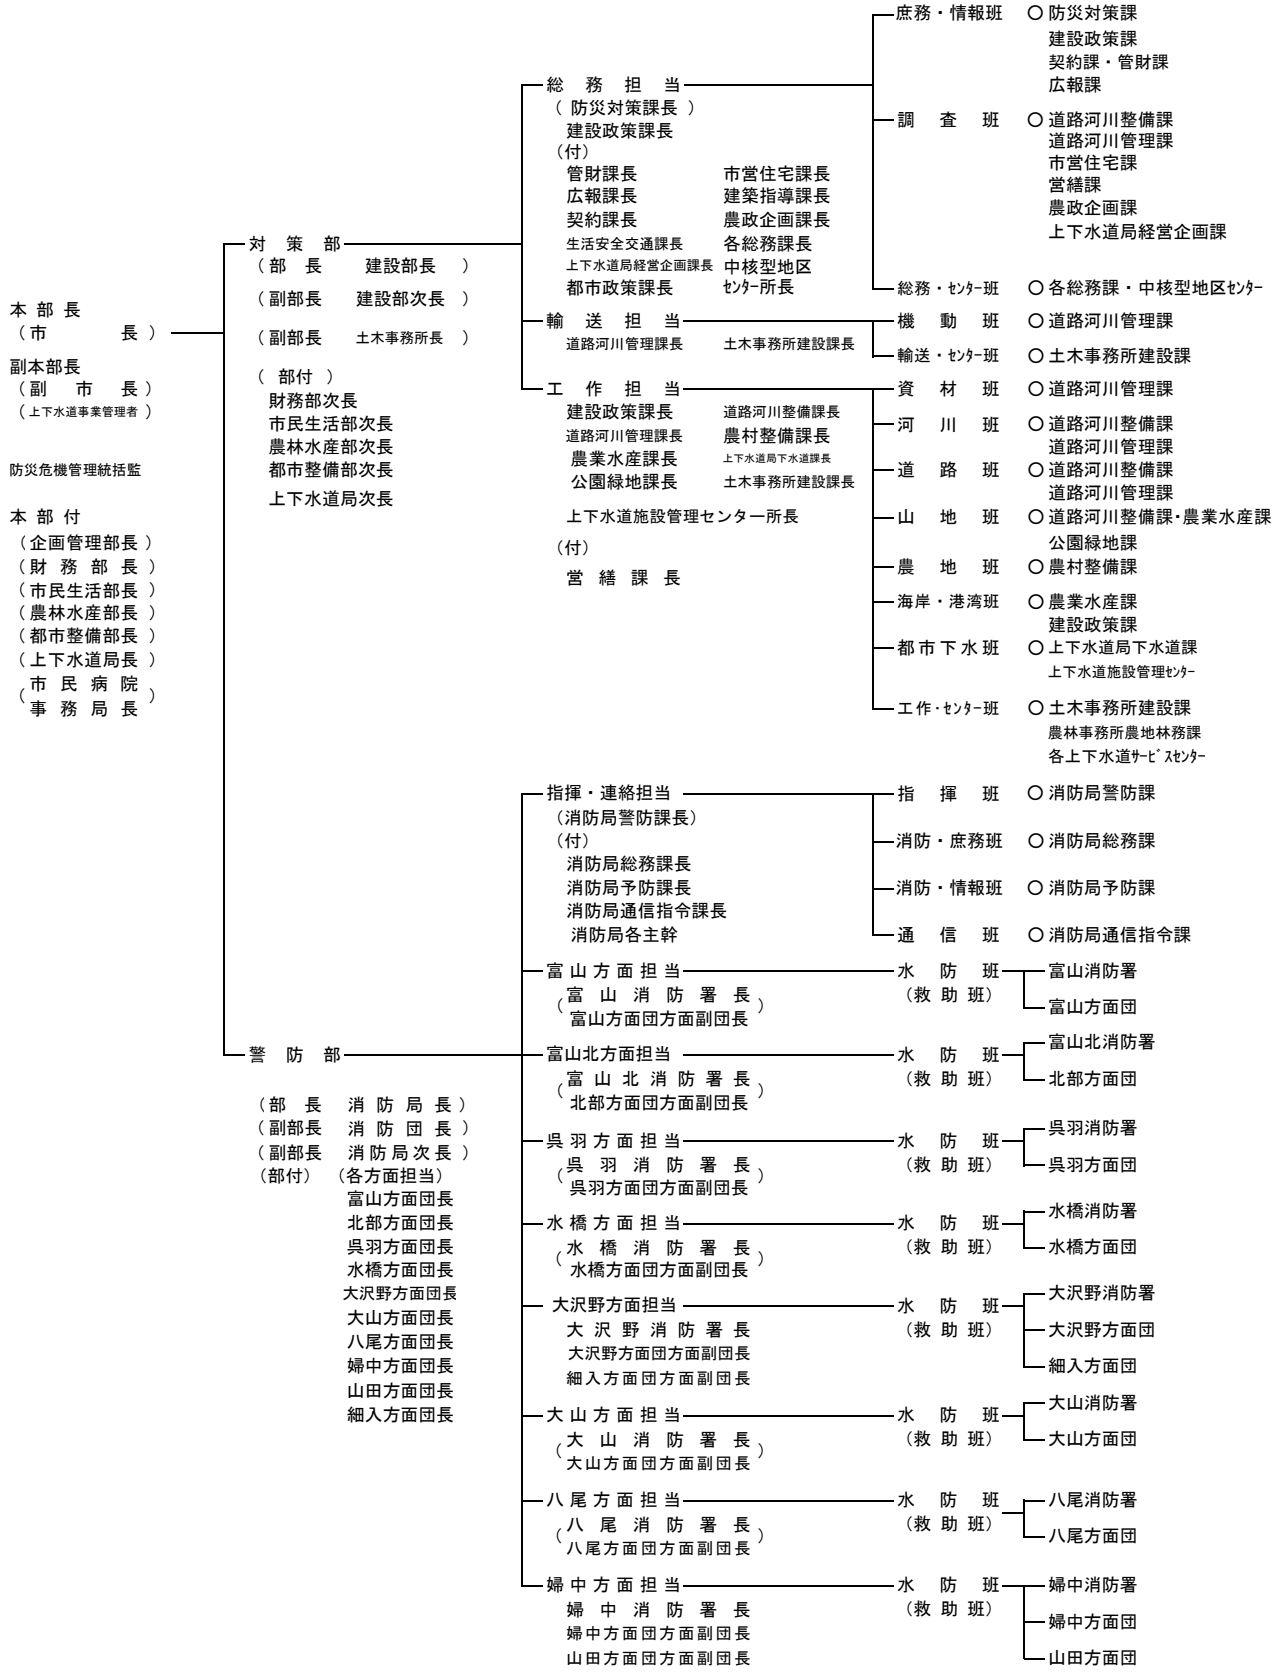 本部長
（市長）
副本部長
（副市長）
（上下水道事業管理者）
防災危機管理統括監
本部付
（企画管理部長）
（財務部長）
（市民生活部長）
（農林水産部長）
（都市整備部長）
（上下水道局長）
（市民病院
事務局長）
対策部
（部長 建設部長）
（副部長 建設部次長）
（副部長 土木事務所長）
（部付）
財務部次長
市民生活部次長
農林水産部次長
都市整備部次長
上下水道局次長
総務担当
（防災対策課長）
建設政策課長
（付）
管財課長 市営住宅課長
広報課長 建築指導課長
契約課長 農政企画課長
生活安全交通課長 各総務課長
上下水道局経営企画課長 中核型地区
都市政策課長 センター所長
庶務・情報班 ○防災対策課
建設政策課
契約課・管財課
広報課
調査班 ○道路河川整備課
道路河川管理課
市営住宅課
営繕課
農政企画課
上下水道局経営企画課
総務・センター班 ○各総務課・中核型地区センター
輸送担当
道路河川管理課長 土木事務所建設課長
機動班 ○道路河川管理課
輸送・センター班 ○土木事務所建設課
工作担当
建設政策課長 道路河川整備課長
道路河川管理課長 農村整備課長
農業水産課長 上下水道局下水道課長
公園緑地課長 土木事務所建設課長
上下水道施設管理センター所長
（付）
営繕課長
資材班 ○道路河川管理課
河川班 ○道路河川整備課
道路河川管理課
道路班 ○道路河川整備課
道路河川管理課
山地班 ○道路河川整備課・農業水産課
公園緑地課
農地班 ○農村整備課
海岸・港湾班 ○農業水産課
建設政策課
都市下水班 ○上下水道局下水道課
上下水道施設管理センター
工作・センター班 ○土木事務所建設課
農林事務所農地林務課
各上下水道サービスセンター
警防部
（部長 消防局長）
（副部長 消防団長）
（副部長 消防局次長）
（部付）（各方面担当）
富山方面団長
北部方面団長
呉羽方面団長
水橋方面団長
大沢野方面団長
大山方面団長
八尾方面団長
婦中方面団長
山田方面団長
細入方面団長
指揮・連絡担当
（消防局警防課長）
（付）
消防局総務課長
消防局予防課長
消防局通信指令課長
消防局各主幹
指揮班 ○消防局警防課
消防・庶務班 ○消防局総務課
消防・情報班 ○消防局予防課
通信班 ○消防局通信指令課
富山方面担当
（富山消防署長
富山方面団方面副団長）
水防班
（救助班）
富山消防署
富山方面団
富山北方面担当
（富山北消防署長
北部方面団方面副団長）
水防班
（救助班）
富山北消防署
北部方面団
呉羽方面担当
（呉羽消防署長
呉羽方面団方面副団長）
水防班
（救助班）
呉羽消防署
呉羽方面団
水橋方面担当
（水橋消防署長
水橋方面団方面副団長）
水防班
（救助班）
水橋消防署
水橋方面団
大沢野方面担当
大沢野消防署長
大沢野方面団方面副団長
細入方面団方面副団長
水防班
（救助班）
大沢野消防署
大沢野方面団
細入方面団
大山方面担当
（大山消防署長
大山方面団方面副団長）
水防班
（救助班）
大山消防署
大山方面団
八尾方面担当
（八尾消防署長
八尾方面団方面副団長）
水防班
（救助班）
八尾消防署
八尾方面団
婦中方面担当
婦中消防署長
婦中方面団方面副団長
山田方面団方面副団長
水防班
（救助班）
婦中消防署
婦中方面団
山田方面団